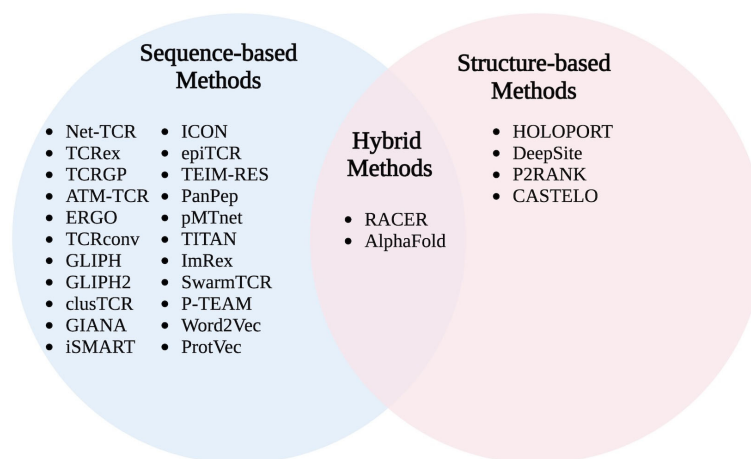 Sequence-based
Methods
• Net-TCR
• TCRex
• TCRGP
• ATM-TCR
• ERGO
• TCRconv
• GLIPH
• GLIPH2
• clusTCR
• GIANA
• iSMART
• ICON
• epiTCR
• TEIM-RES
• PanPep
• pMTnet
• TITAN
• ImRex
• SwarmTCR
• P-TEAM
• Word2Vec
• ProtVec
Hybrid
Methods
• RACER
• AlphaFold
Structure-based
Methods
• HOLOPORT
• DeepSite
• P2RANK
• CASTELO